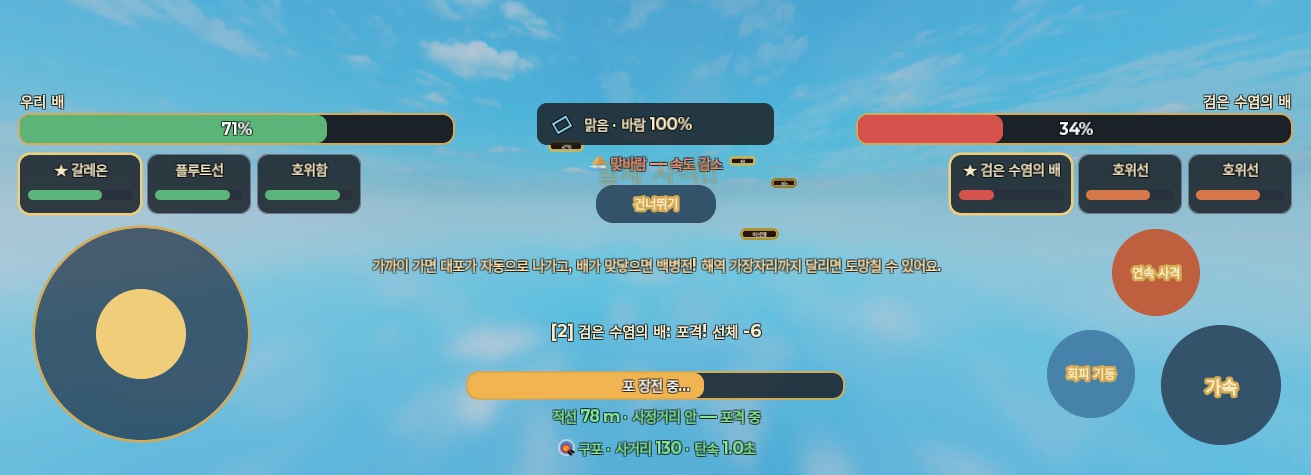 우리 배
검은 수염의 배
맑음 · 바람 100%
71%
34%
맞바람 — 속도 감소
★ 갈레온
플루트선
호위함
★ 검은 수염의 배
호위선
호위선
건너뛰기
가까이 가면 대포가 자동으로 나가고, 배가 맞닿으면 백병전! 해역 가장자리까지 달리면 도망칠 수 있어요.
연속 사격
[2] 검은 수염의 배: 포격! 선체 -6
회피 기동
가속
포 장전 중...
적선 78 m · 사정거리 안 — 포격 중
구포 · 사거리 130 · 탄속 1.0초